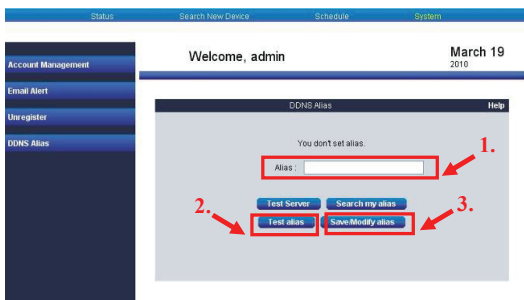 Status Search New Device Schedule System
Welcome, admin
March 19
2010
Account Management
Email Alert
Unregister
DDNS Alias
DDNS Alias Help
You don't set alias.
1.
Alias :
Test Server Search my alias
2. 3.
Test alias Save/Modify alias